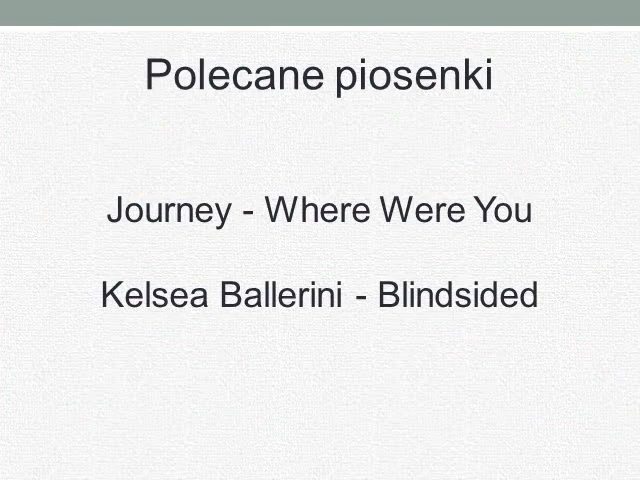 Polecane piosenki
Journey - Where Were You
Kelsea Ballerini - Blindsided